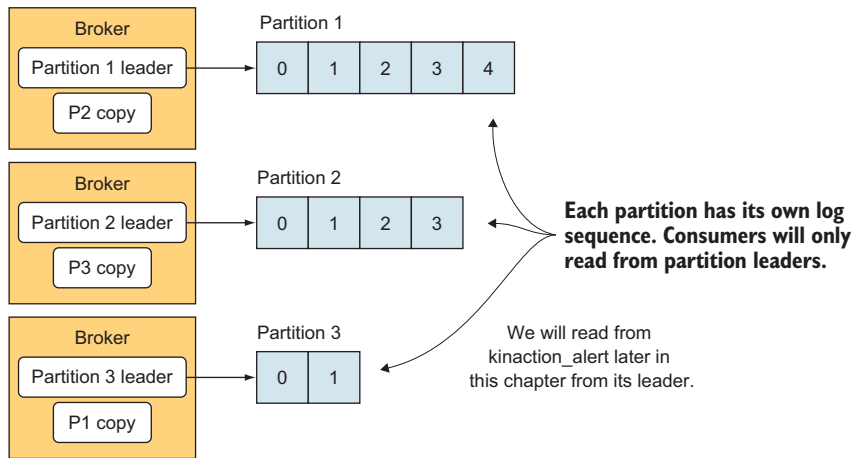 Broker
Partition 1 leader
P2 copy
Partition 1
0 1 2 3 4
Broker
Partition 2 leader
P3 copy
Partition 2
0 1 2 3
Each partition has its own log
sequence. Consumers will only
read from partition leaders.
Broker
Partition 3 leader
P1 copy
Partition 3
0 1
We will read from
kinaction_alert later in
this chapter from its leader.